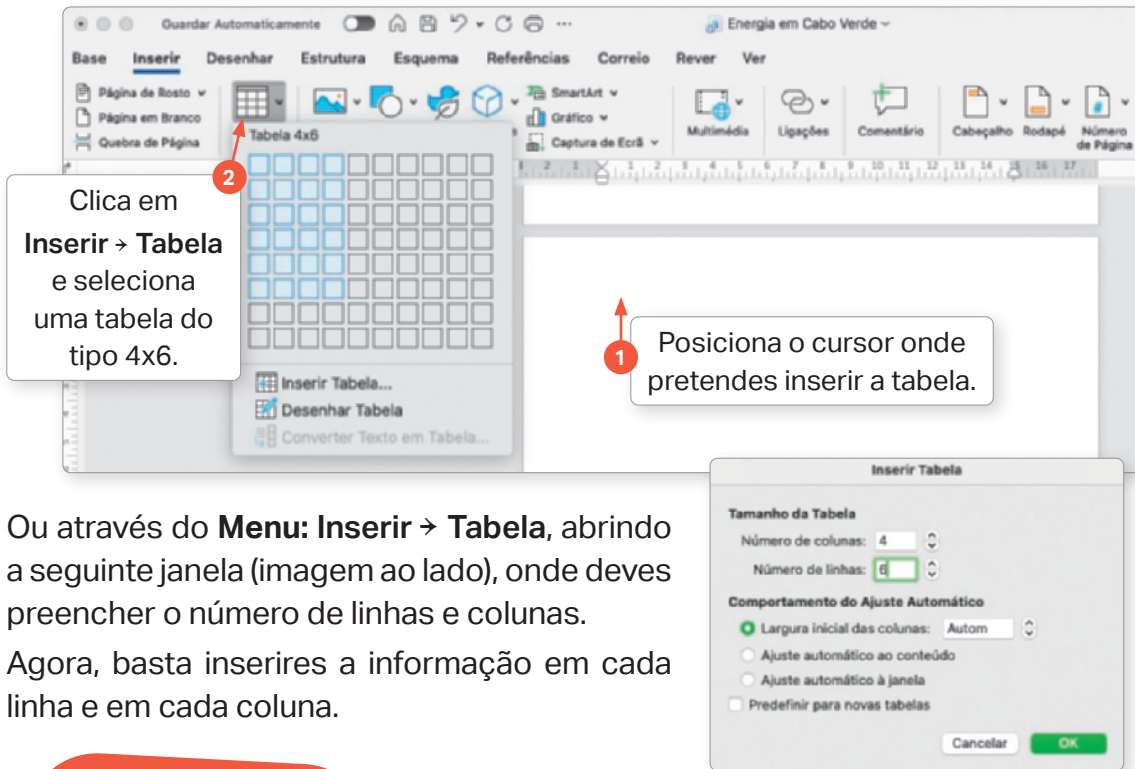 Guardar Automaticamente
Energia em Cabo Verde
Base Inserir Desenhar Estrutura Esquema Referências Correio Rever Ver
Página de Rosto
Página em Branco
Quebra de Página
SmartArt
Gráfico
Captura de Ecrã
Multimédia
Ligações
Comentário
Cabeçalho
Rodapé
Número
de Página
Tabela 4x6
2
Clica em
Inserir → Tabela
e seleciona
uma tabela do
tipo 4x6.
Inserir Tabela...
Desenhar Tabela
Converter Texto em Tabela...
1
Posiciona o cursor onde
pretendes inserir a tabela.
Ou através do Menu: Inserir → Tabela, abrindo
a seguinte janela (imagem ao lado), onde deves
preencher o número de linhas e colunas.
Agora, basta inserires a informação em cada
linha e em cada coluna.
Inserir Tabela
Tamanho da Tabela
Número de colunas: 4
Número de linhas: 6
Comportamento do Ajuste Automático
Largura inicial das colunas: Autom
Ajuste automático ao conteúdo
Ajuste automático à janela
Predefinir para novas tabelas
Cancelar OK